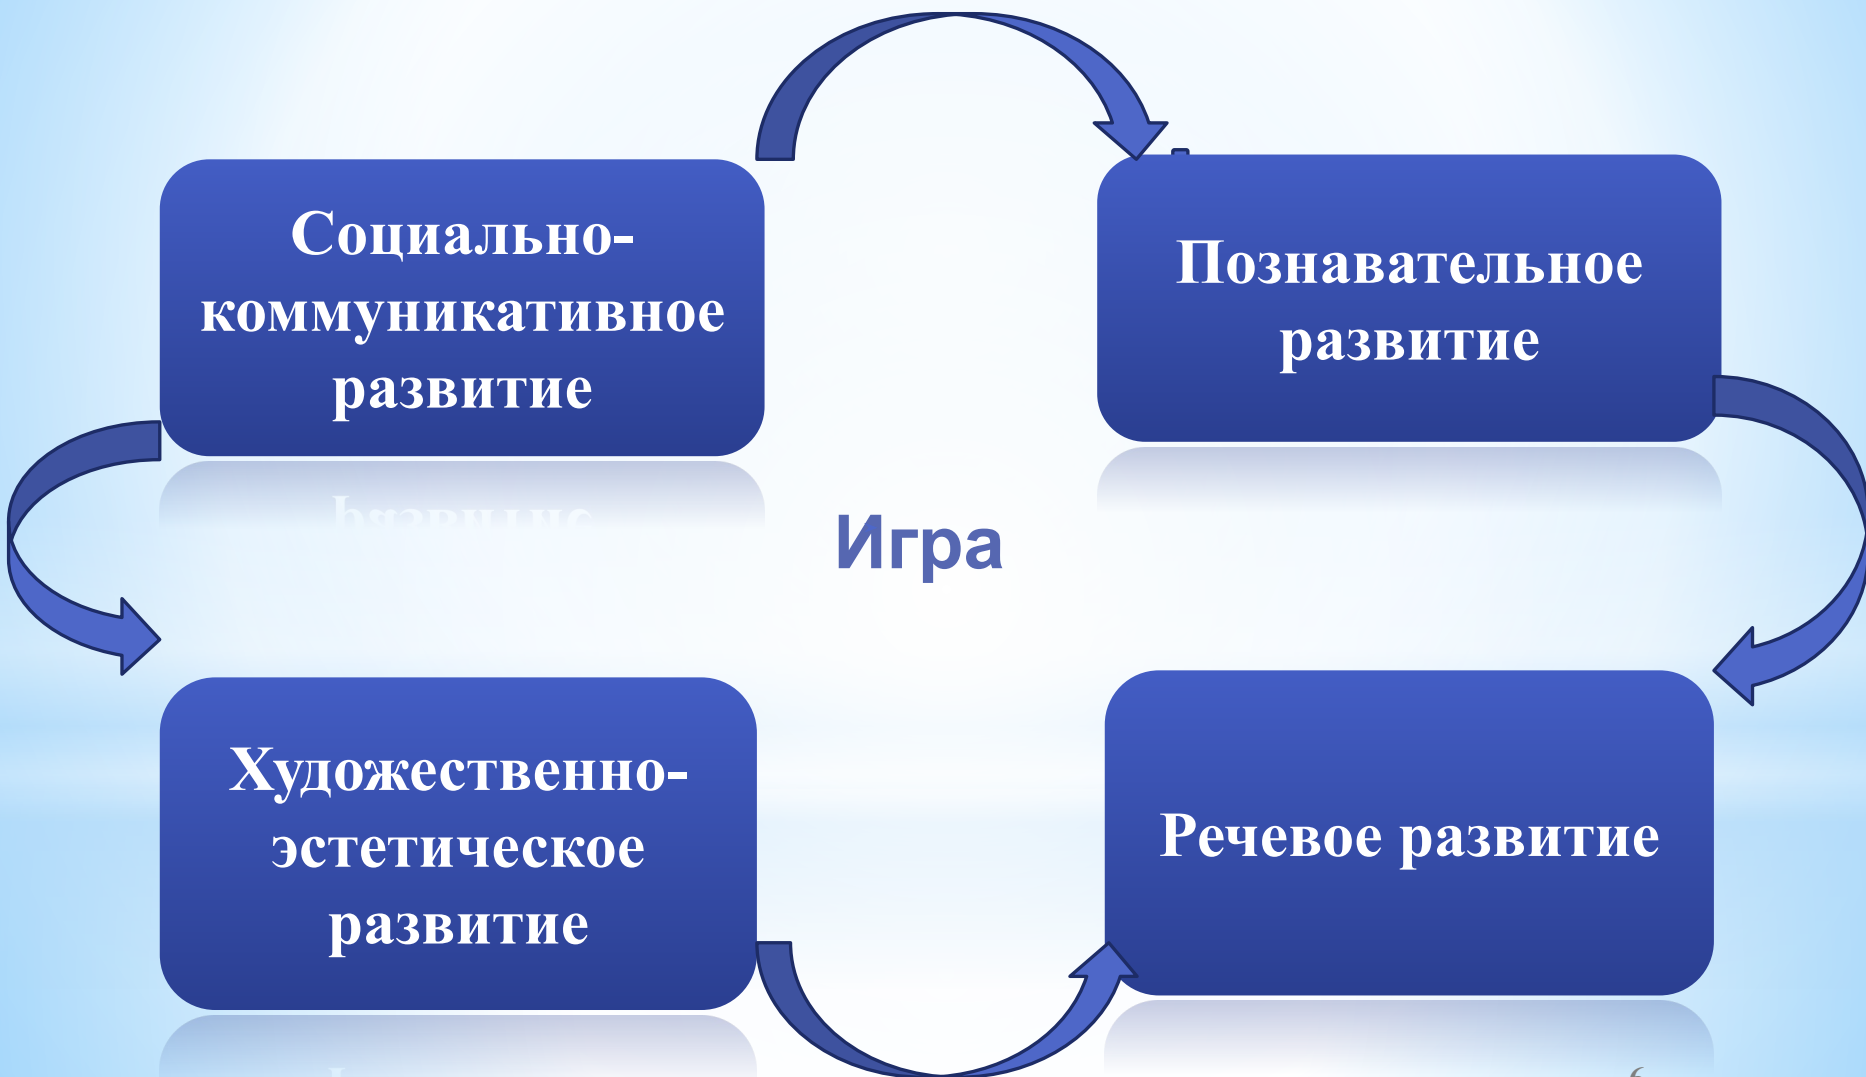 Социально-
коммуникативное
развитие
Познавательное
развитие
Игра
Художественно-
эстетическое
развитие
Речевое развитие